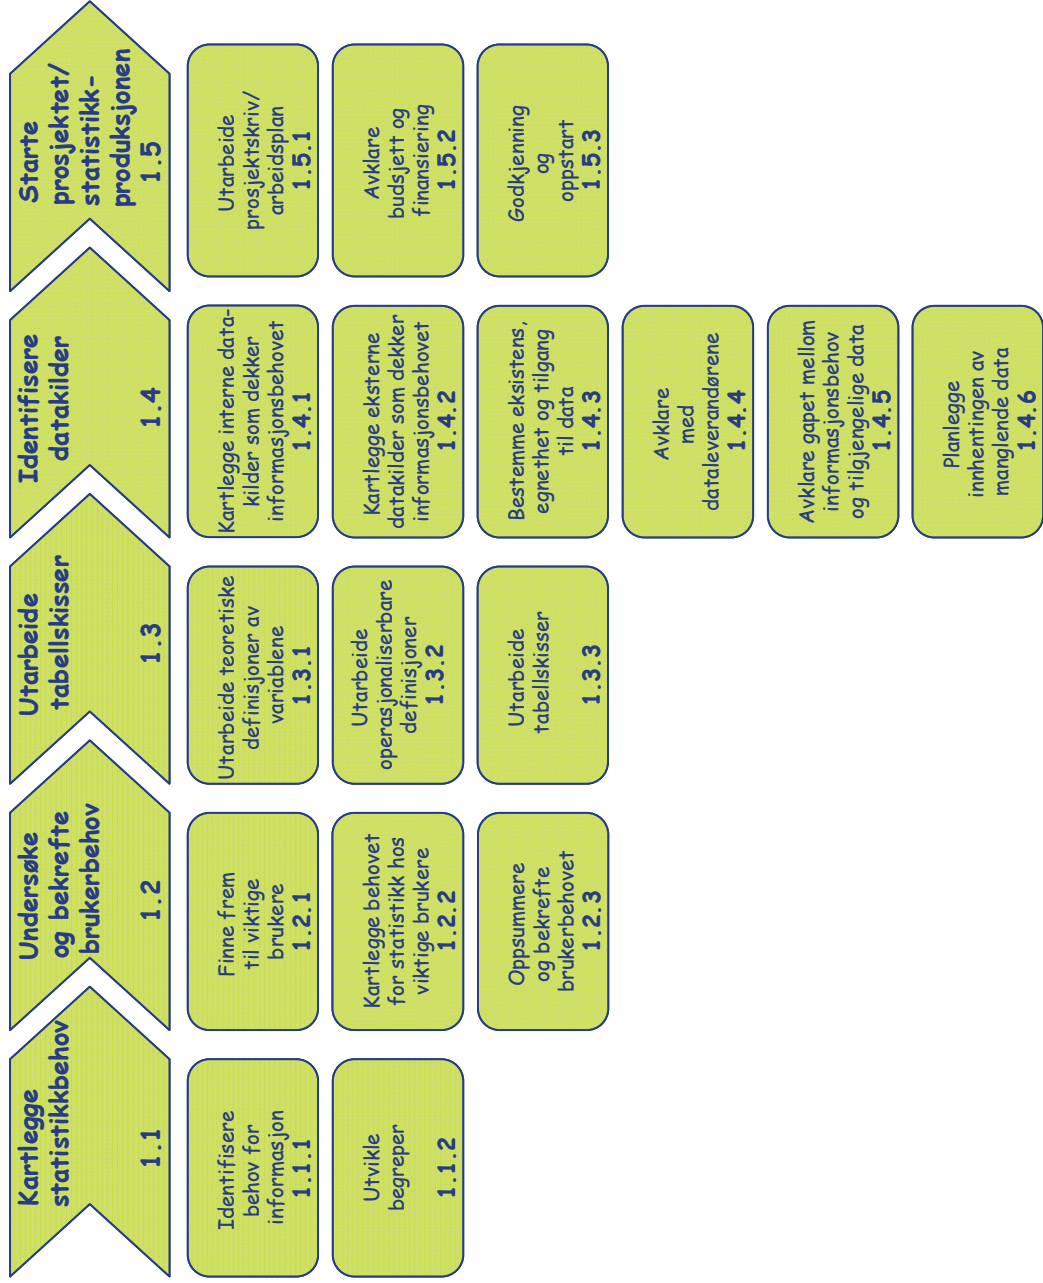 Kartlegge
statistikkbehov
1.1
Undersøke
og bekrefte
brukerbehov
1.2
Utarbeide
tabellskisser
1.3
Identifisere
datakilder
1.4
Starte
prosjektet/
statistikk-
produksjonen
1.5
Identifisere
behov for
informasjon
1.1.1
Utvikle
begreper
1.1.2
Finne frem
til viktige
brukere
1.2.1
Kartlegge behovet
for statistikk hos
viktige brukere
1.2.2
Oppsummere
og bekrefte
brukerbehovet
1.2.3
Utarbeide teoretiske
definisjoner av
variablene
1.3.1
Utarbeide
operasjonaliserbare
definisjoner
1.3.2
Utarbeide
tabellskisser
1.3.3
Kartlegge interne data-
kilder som dekker
informasjonsbehovet
1.4.1
Kartlegge eksterne
datakilder som dekker
informasjonsbehovet
1.4.2
Bestemme eksistens,
egnethet og tilgang
til data
1.4.3
Avklare
med
dataleverandørene
1.4.4
Avklare gapet mellom
informasjonsbehov
og tilgjengelige data
1.4.5
Planlegge
innhentingen av
manglende data
1.4.6
Utarbeide
prosjektskriv/
arbeidsplan
1.5.1
Avklare
budsjett og
finansiering
1.5.2
Godkjenning
og
oppstart
1.5.3